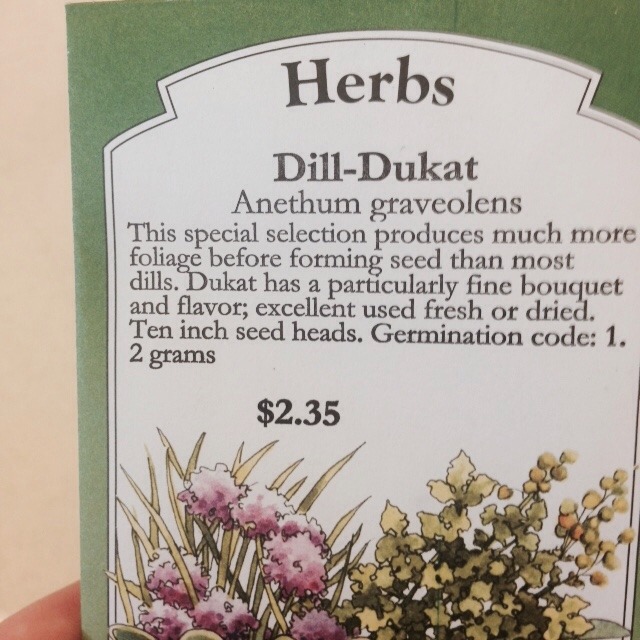 Herbs
Dill-Dukat
Anethum graveolens
This special selection produces much more
foliage before forming seed than most
dills. Dukat has a particularly fine bouquet
and flavor; excellent used fresh or dried.
Ten inch seed heads. Germination code: 1.
2 grams
$2.35